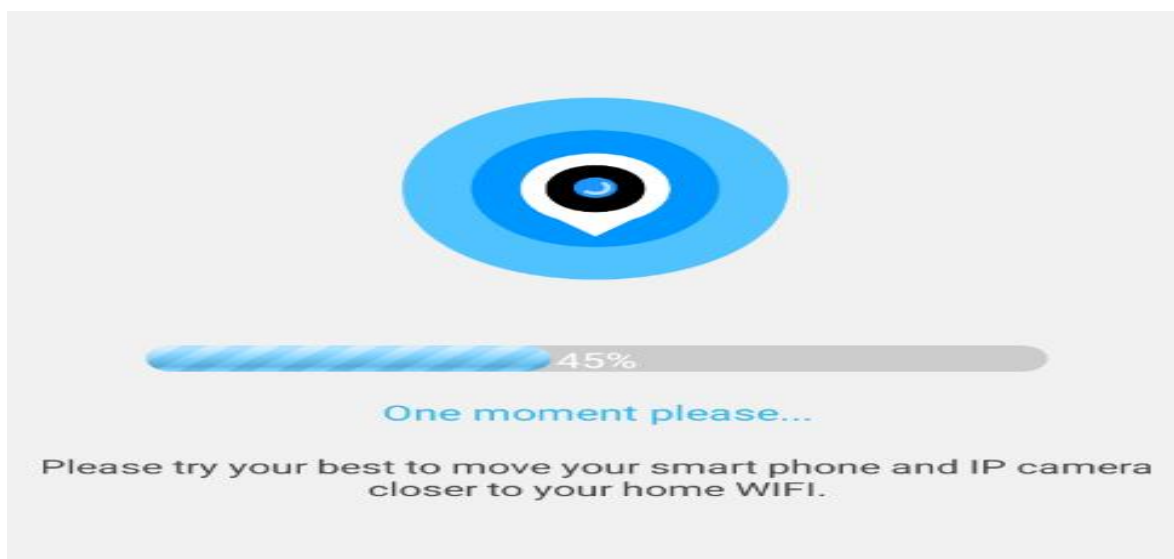 45%
One moment please...
Please try your best to move your smart phone and IP camera
closer to your home WIFI.